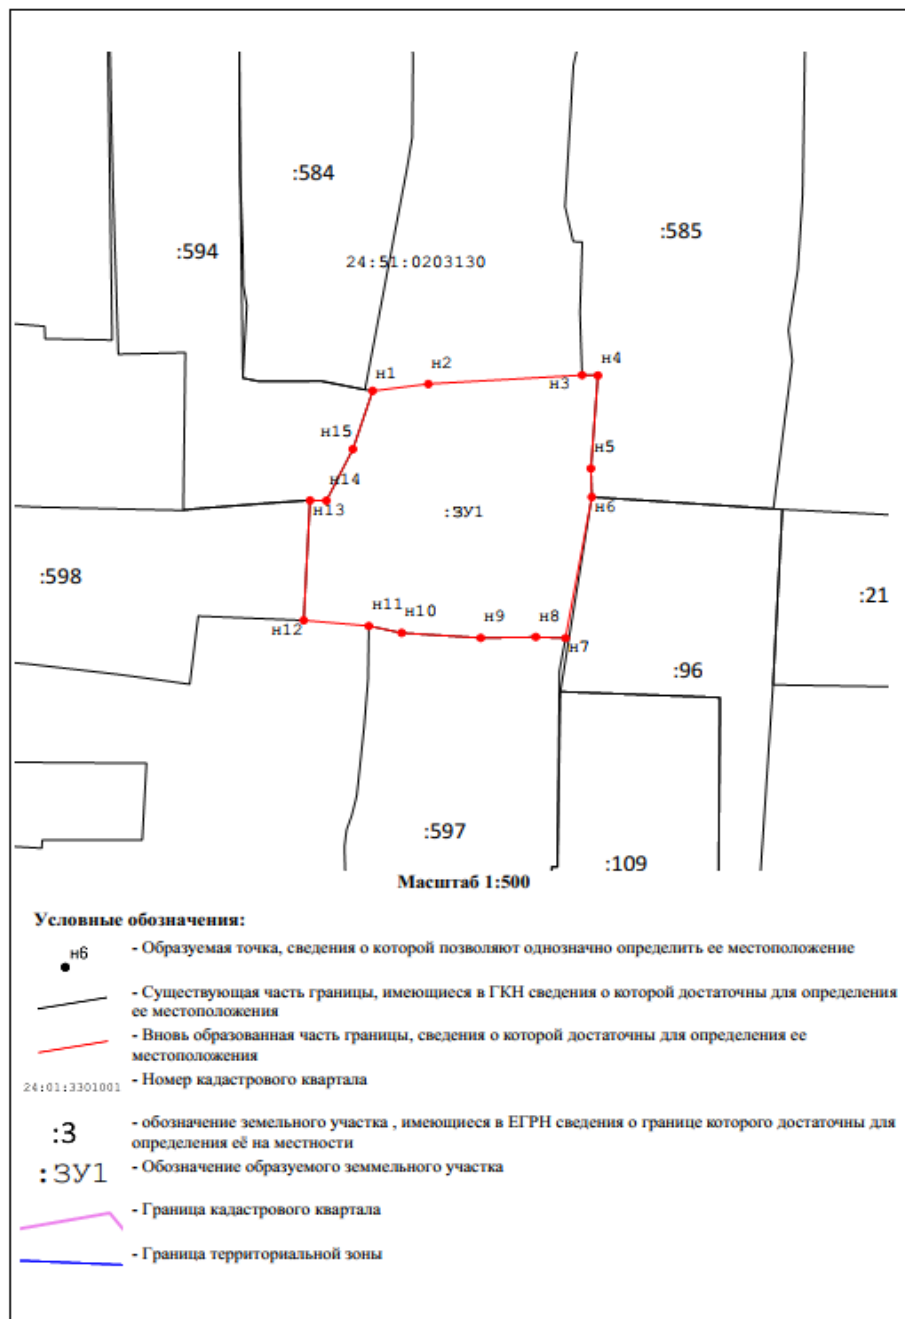 :584
:585
:594
24:51:0203130
н1
н2
н3
н4
н15
н5
н14
н13
н6
:ЗУ1
:598
:21
н12
н11
н10
н9
н8
н7
:96
:597
:109
Масштаб 1:500
Условные обозначения:
н6
- Образуемая точка, сведения о которой позволяют однозначно определить ее местоположение
- Существующая часть границы, имеющиеся в ГКН сведения о которой достаточны для определения
ее местоположения
- Вновь образованная часть границы, сведения о которой достаточны для определения ее
местоположения
24:01:3301001
- Номер кадастрового квартала
:3
- обозначение земельного участка , имеющиеся в ЕГРН сведения о границе которого достаточны для
определения её на местности
:ЗУ1
- Обозначение образуемого земмельного участка
- Граница кадастрового квартала
- Граница территориальной зоны